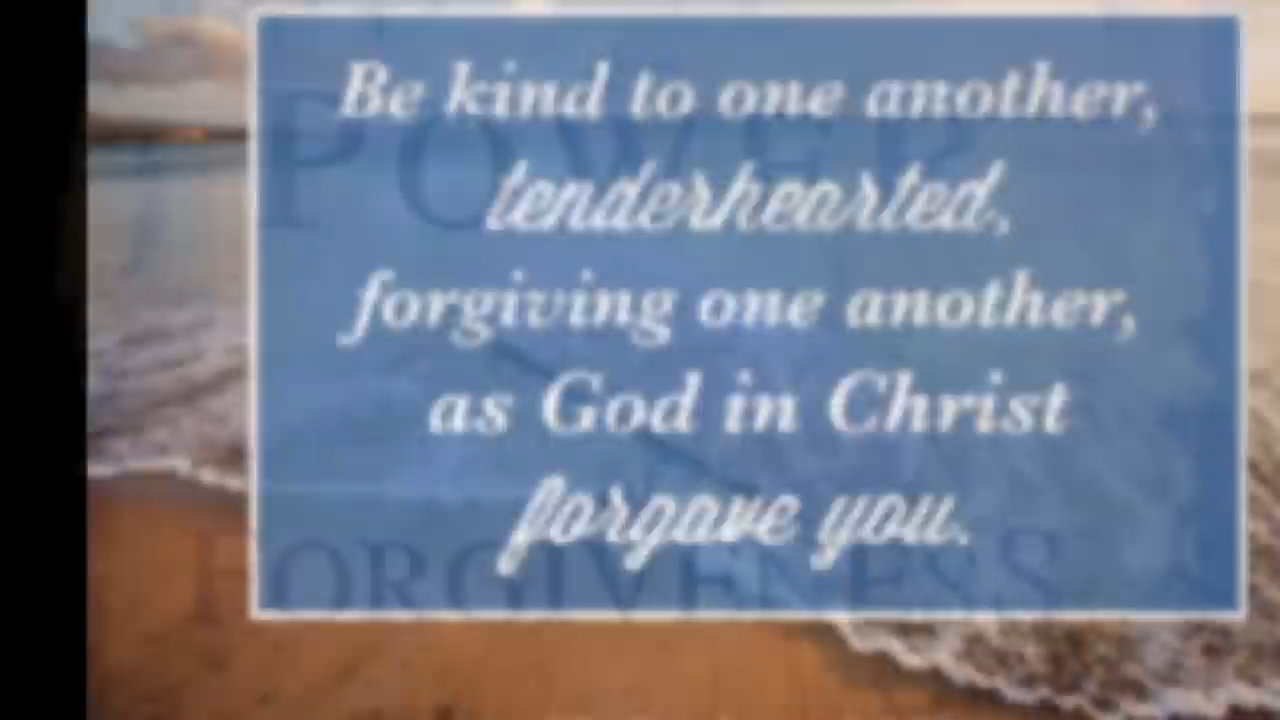 Be kind to one another,
tenderhearted,
forgiving one another,
as God in Christ
forgave you.
POWER
FORGIVENESS